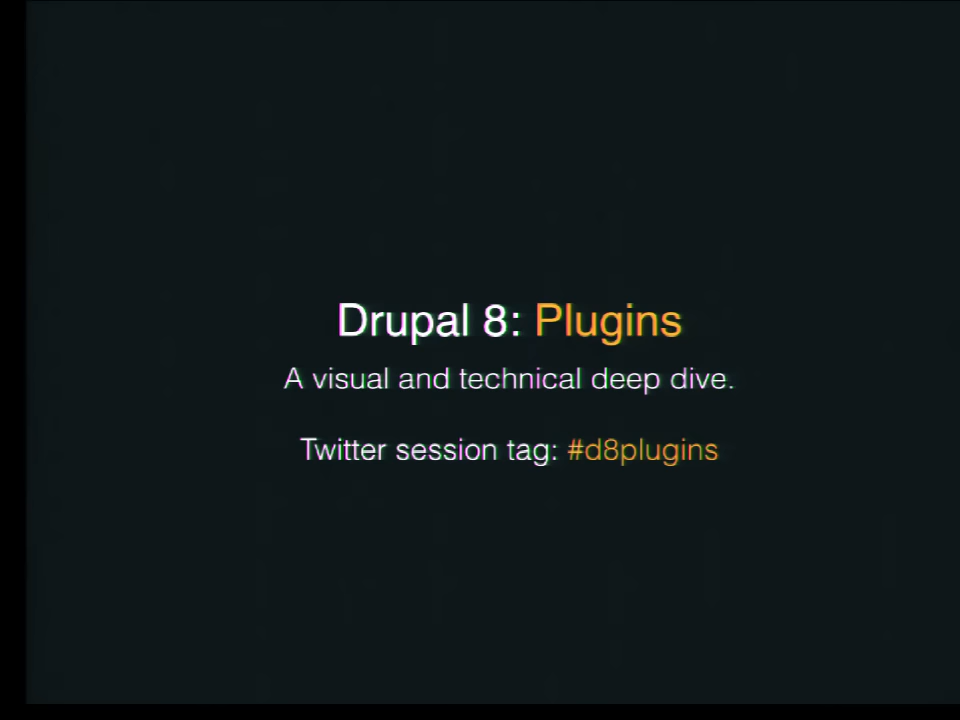 Drupal 8: Plugins
A visual and technical deep dive.
Twitter session tag: #d8plugins